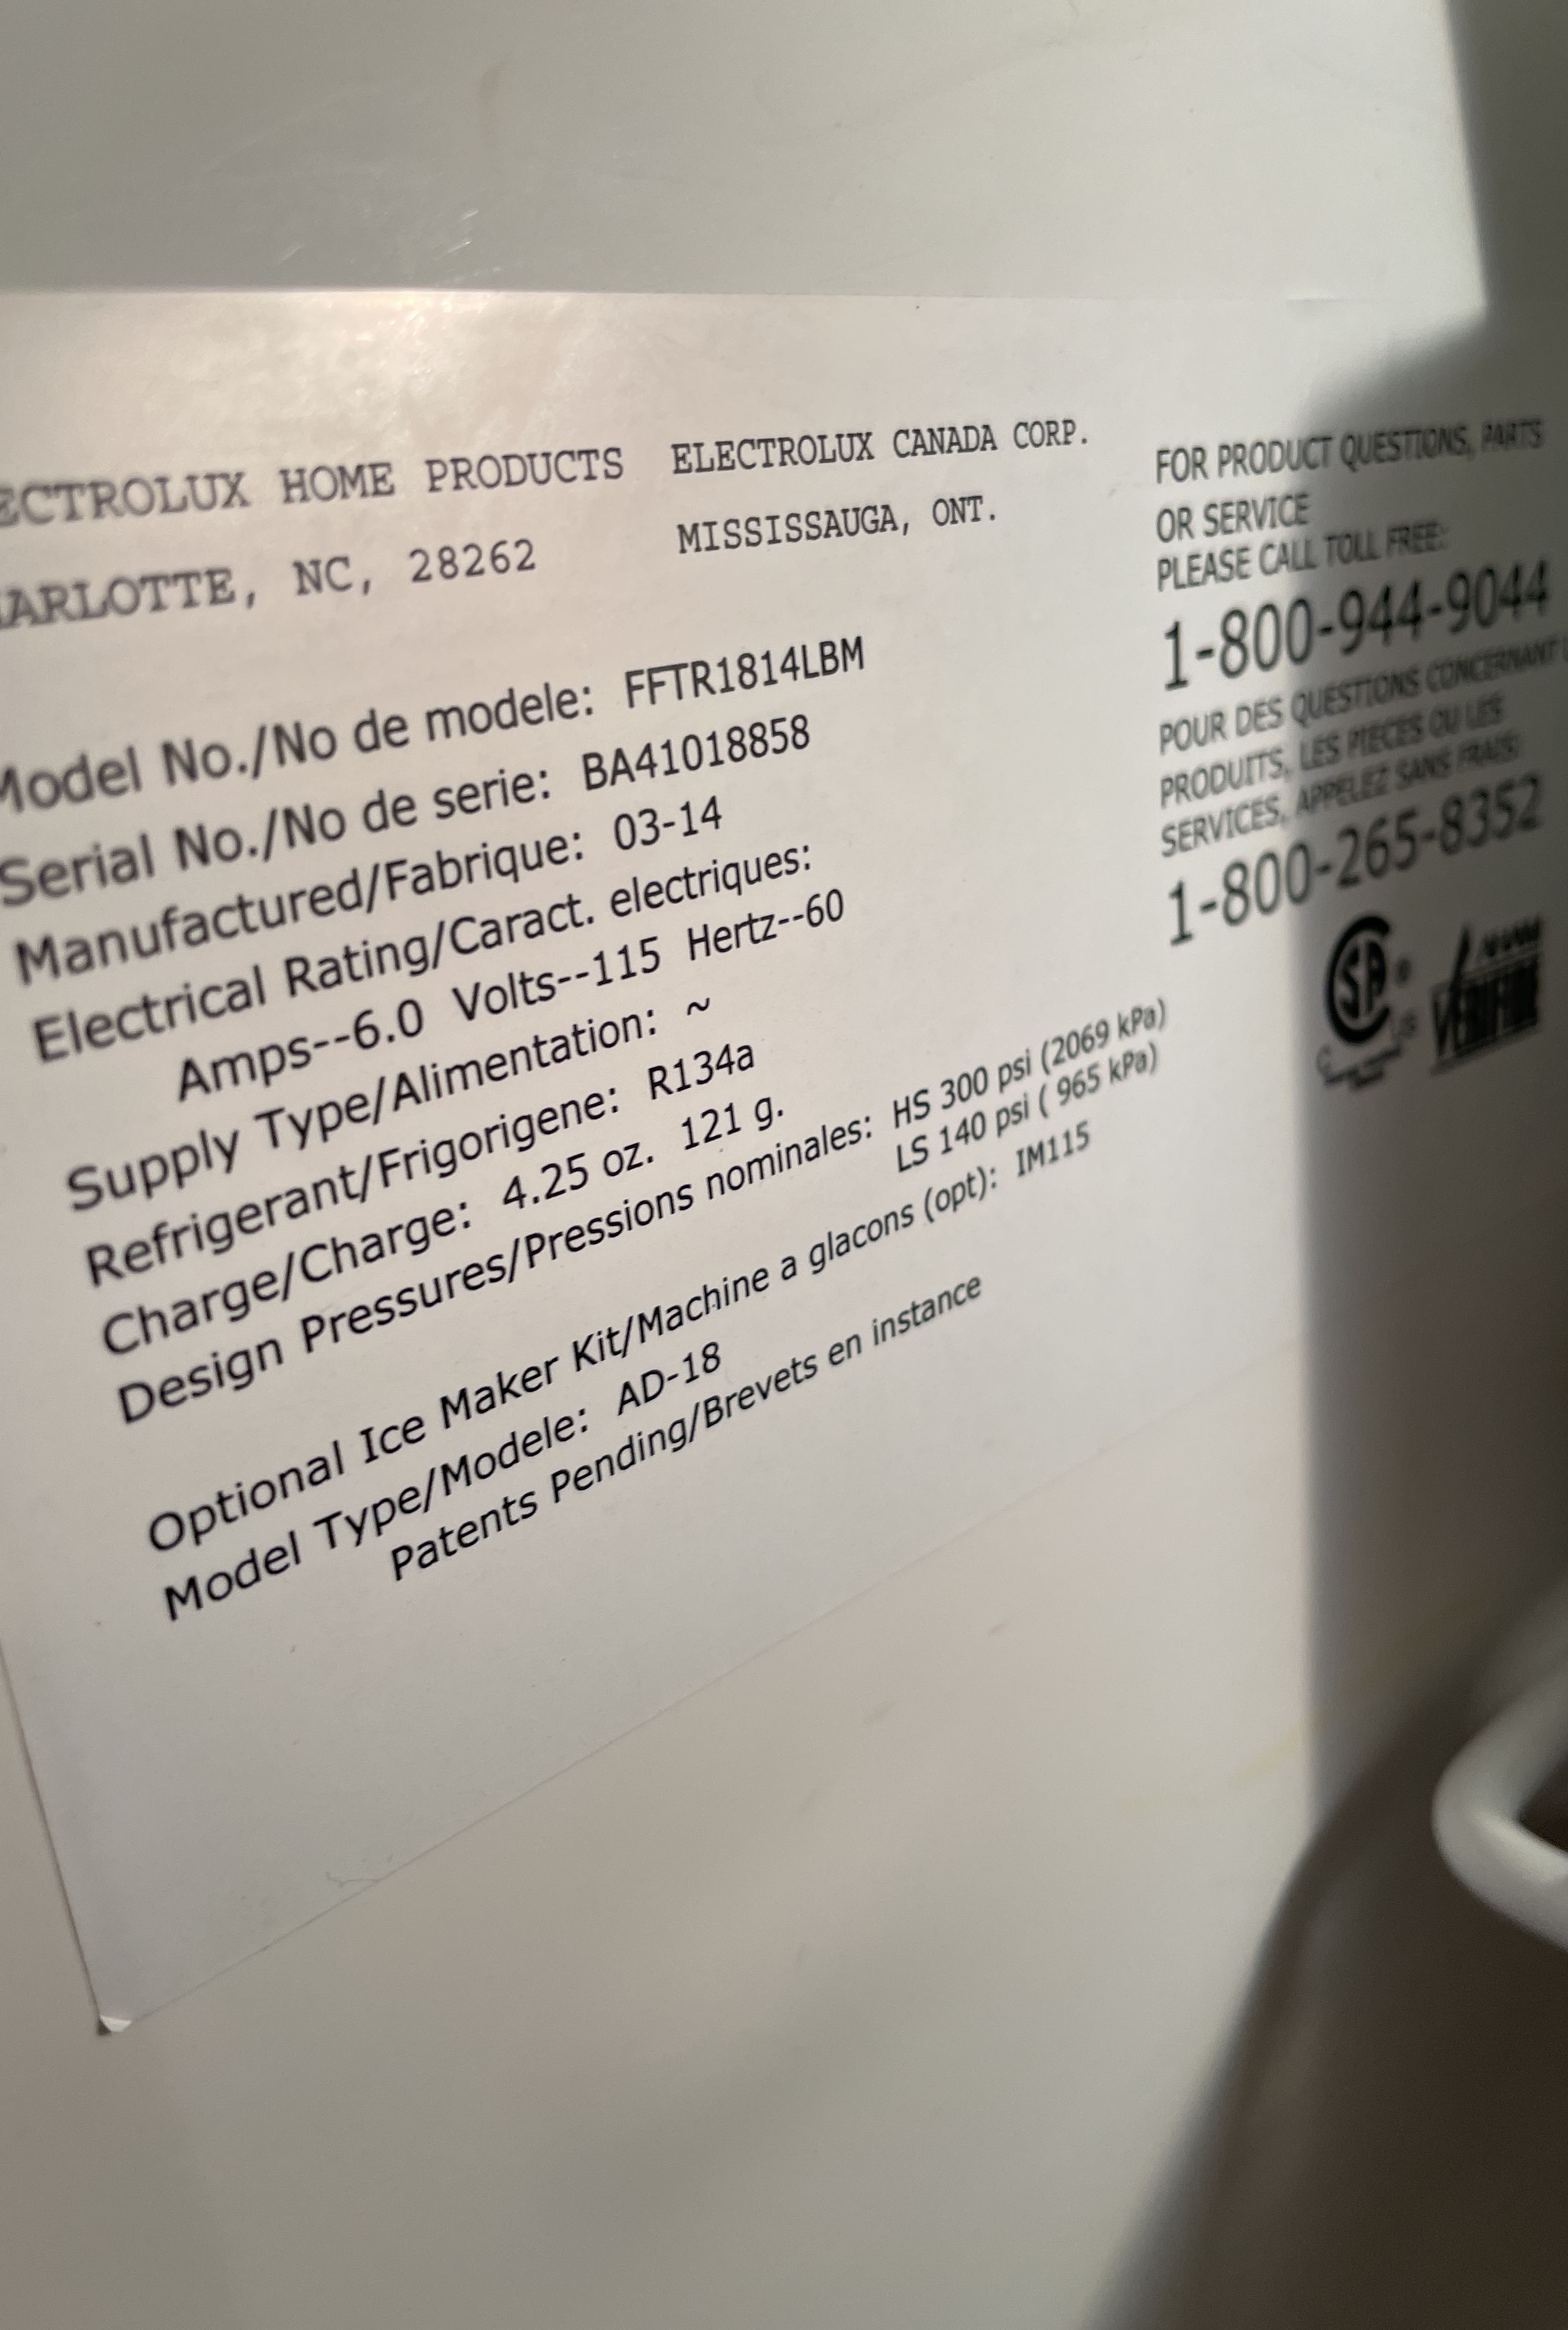 ECTROLUX HOME PRODUCTS ELECTROLUX CANADA CORP.
ARLOTTE, NC, 28262 MISSISSAUGA, ONT.
Model No./No de modele: FFTR1814LBM
Serial No./No de serie: BA41018858
Manufactured/Fabrique: 03-14
Electrical Rating/Caract. electriques:
Amps--6.0 Volts--115 Hertz--60
Supply Type/Alimentation: ~
Refrigerant/Frigorigene: R134a
Charge/Charge: 4.25 oz. 121 g.
Design Pressures/Pressions nominales: HS 300 psi (2069 kPa)
LS 140 psi ( 965 kPa)
Optional Ice Maker Kit/Machine a glacons (opt): IM115
Model Type/Modele: AD-18
Patents Pending/Brevets en instance
FOR PRODUCT QUESTIONS, PARTS
OR SERVICE
PLEASE CALL TOLL FREE:
1-800-944-9044
POUR DES QUESTIONS CONCERNANT
PRODUITS, LES PIECES OU LES
SERVICES, APPELEZ SANS FRAIS:
1-800-265-8352
SA
VERIFIDE